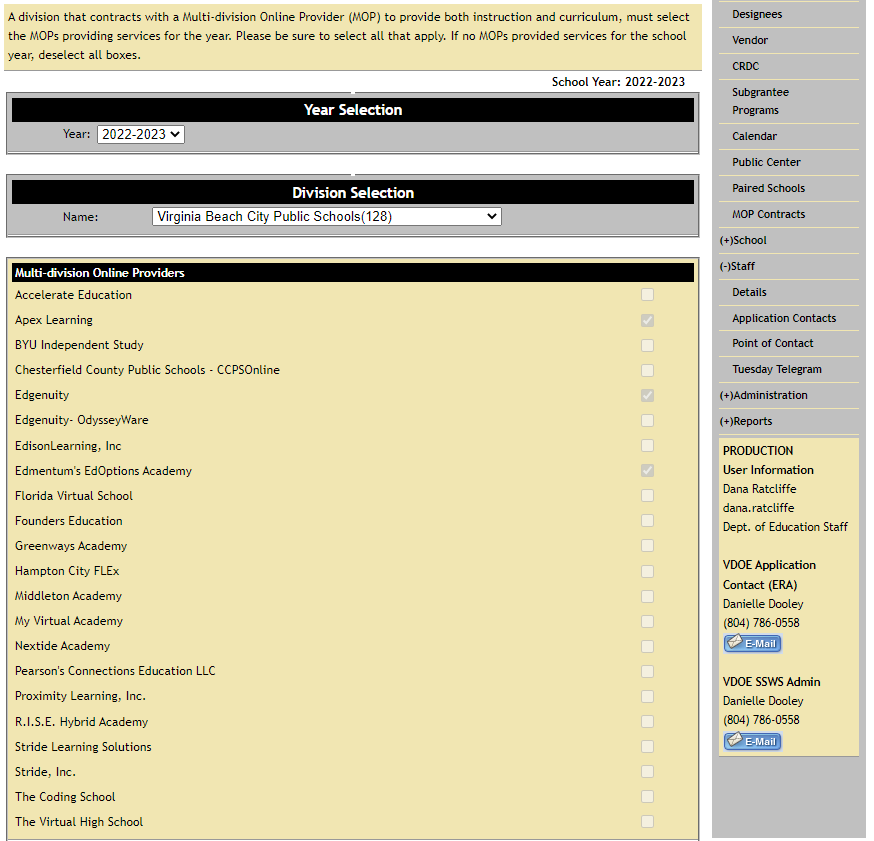 A division that contracts with a Multi-division Online Provider (MOP) to provide both instruction and curriculum, must select
the MOPs providing services for the year. Please be sure to select all that apply. If no MOPs provided services for the school
year, deselect all boxes.
School Year: 2022-2023
Year Selection
Year: 2022-2023
Division Selection
Name: Virginia Beach City Public Schools(128)
Multi-division Online Providers
Accelerate Education
Apex Learning
BYU Independent Study
Chesterfield County Public Schools - CCPSOnline
Edgenuity
Edgenuity- OdysseyWare
EdisonLearning, Inc
Edmentum's EdOptions Academy
Florida Virtual School
Founders Education
Greenways Academy
Hampton City FLEx
Middleton Academy
My Virtual Academy
Nextide Academy
Pearson's Connections Education LLC
Proximity Learning, Inc.
R.I.S.E. Hybrid Academy
Stride Learning Solutions
Stride, Inc.
The Coding School
The Virtual High School
Designees
Vendor
CRDC
Subgrantee
Programs
Calendar
Public Center
Paired Schools
MOP Contracts
(+)School
(-)Staff
Details
Application Contacts
Point of Contact
Tuesday Telegram
(+)Administration
(+)Reports
PRODUCTION
User Information
Dana Ratcliffe
dana.ratcliffe
Dept. of Education Staff
VDOE Application
Contact (ERA)
Danielle Dooley
(804) 786-0558
E-Mail
VDOE SSWS Admin
Danielle Dooley
(804) 786-0558
E-Mail